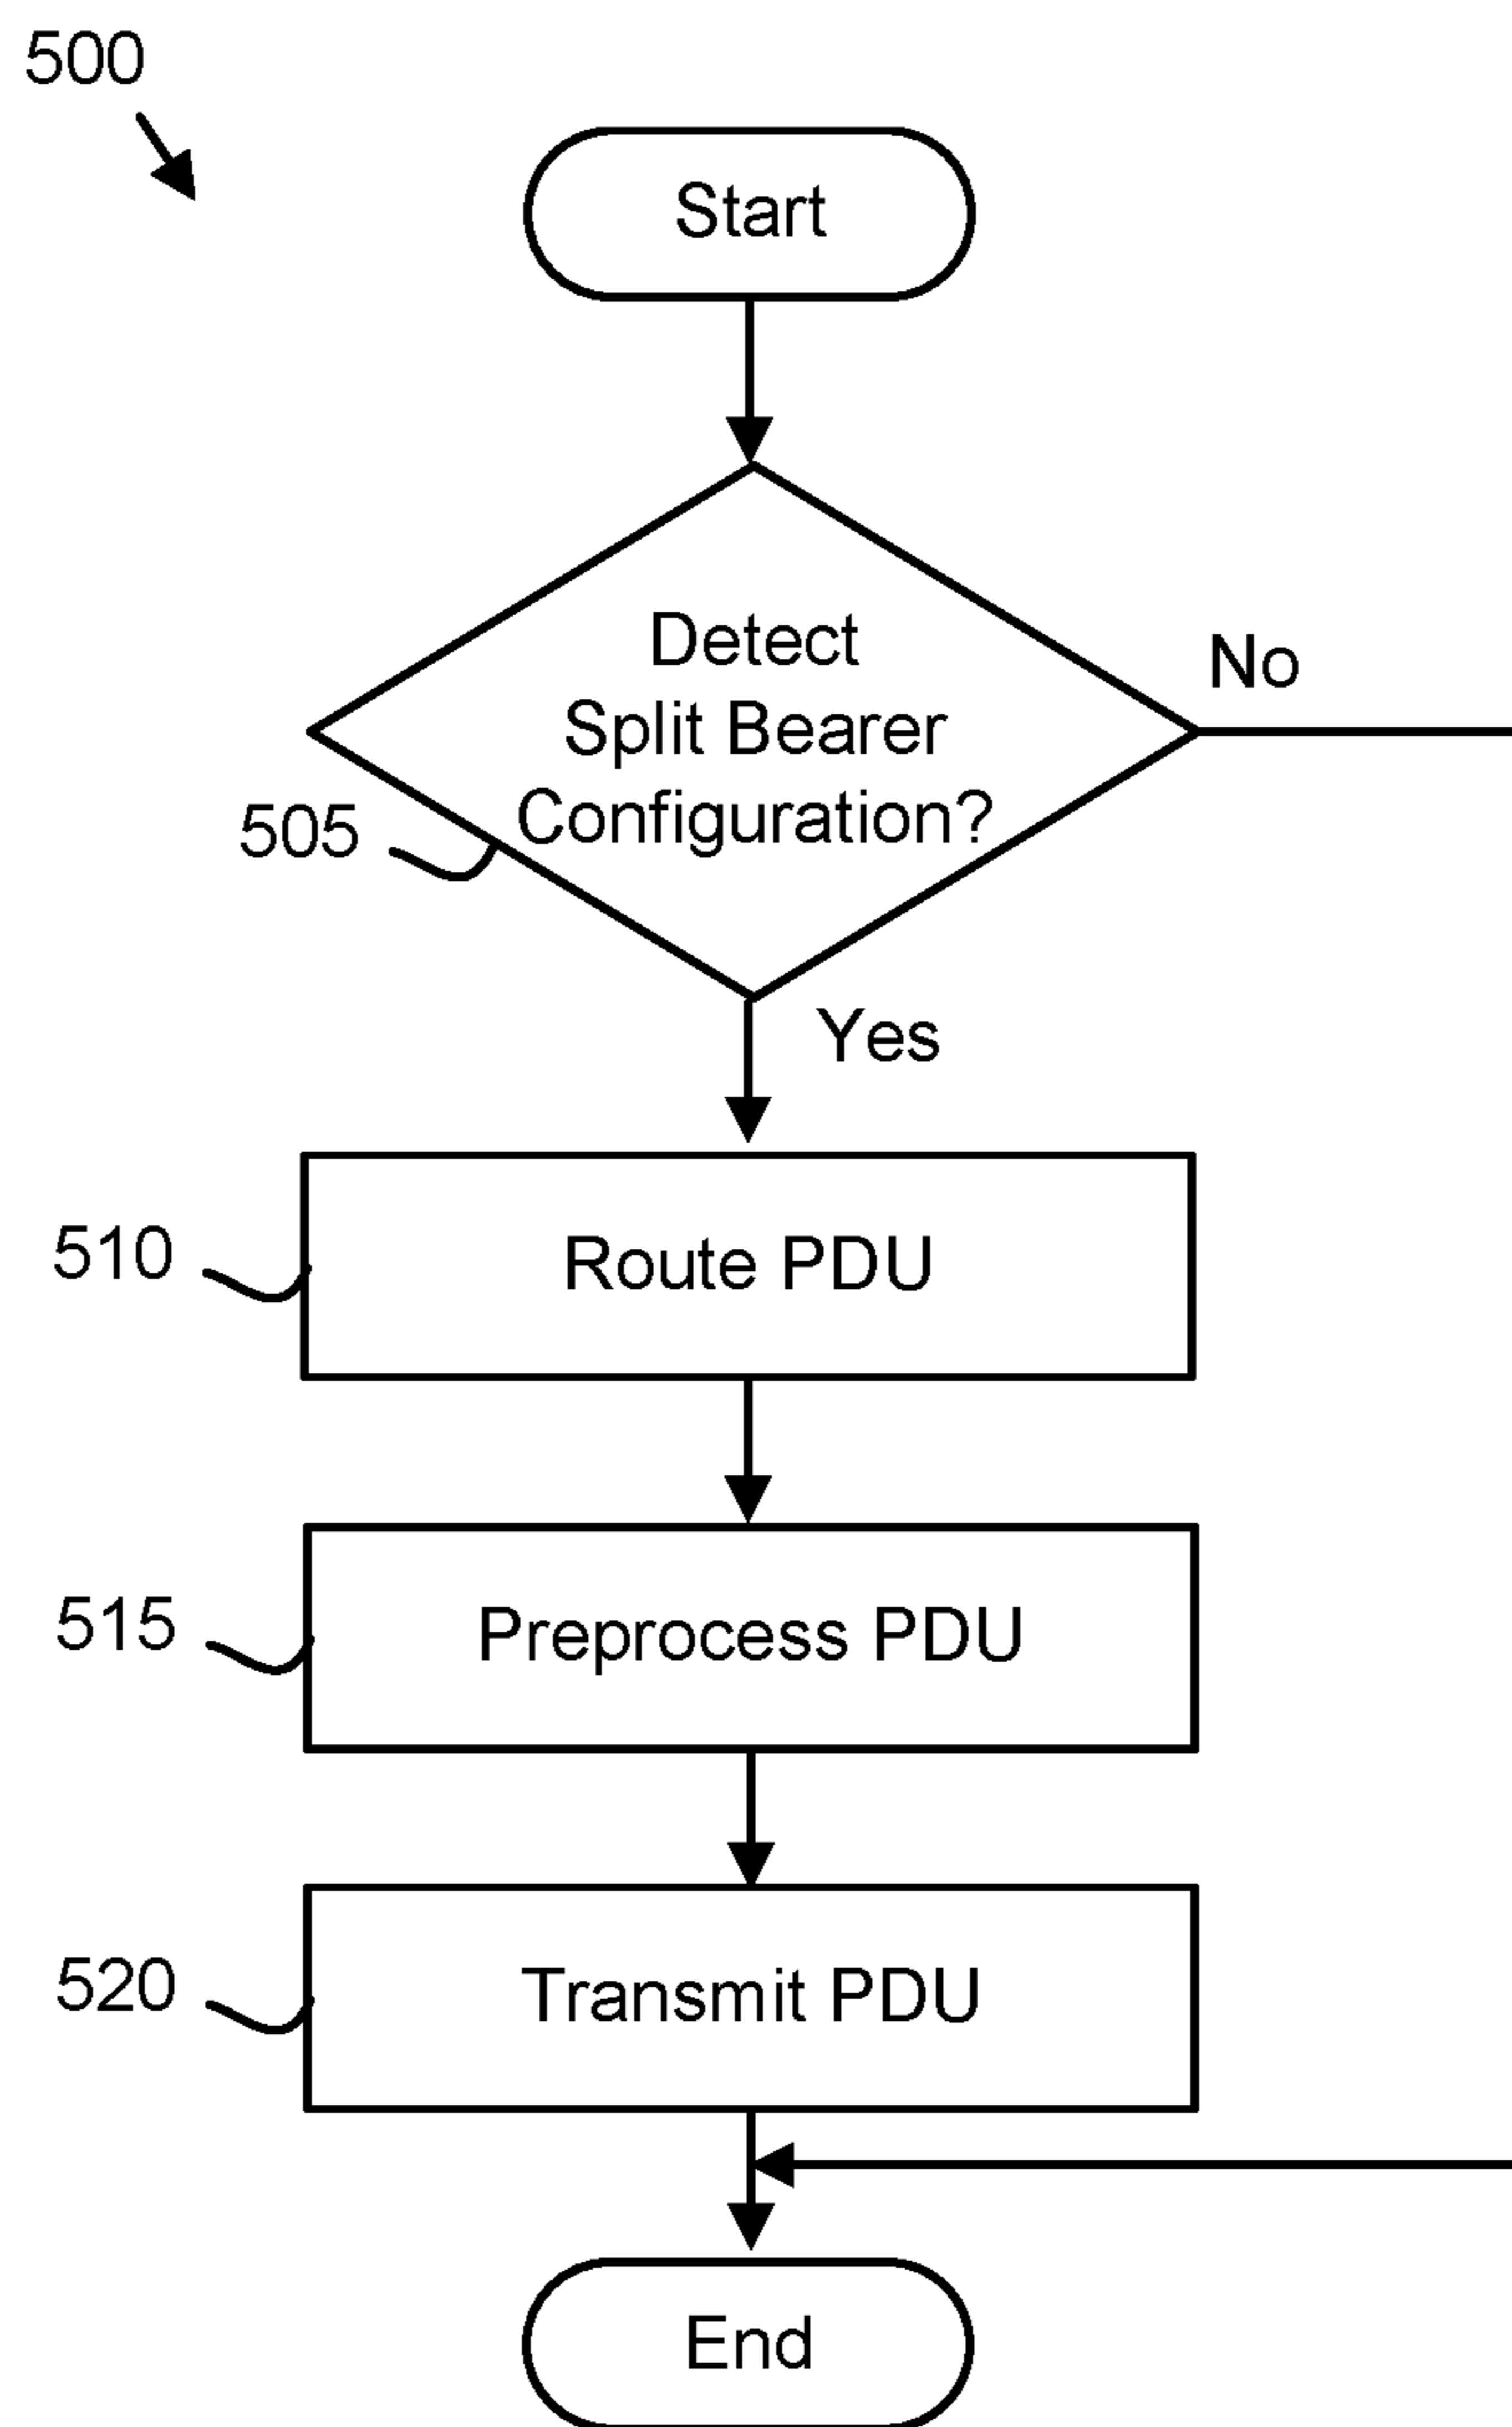 500
Start
Detect
Split Bearer
Configuration?
No
505
Yes
510
Route PDU
515
Preprocess PDU
520
Transmit PDU
End